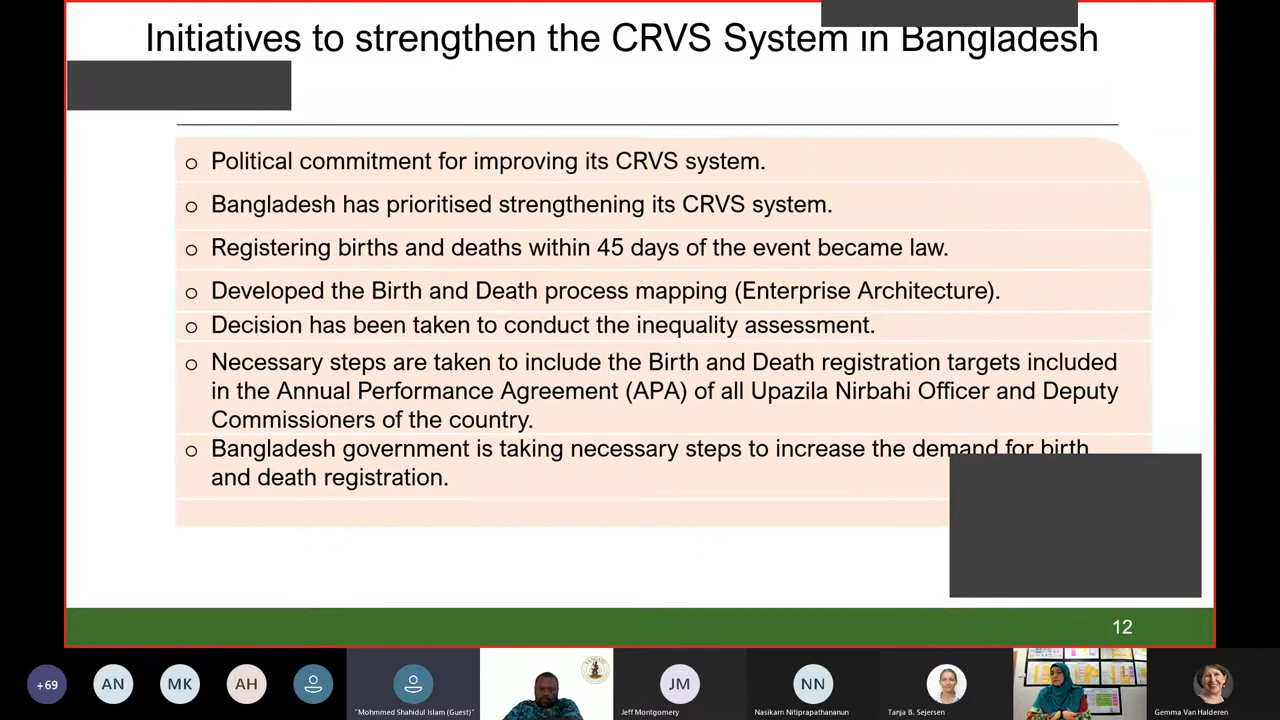 Initiatives to strengthen the CRVS System in Bangladesh
o Political commitment for improving its CRVS system.
o Bangladesh has prioritised strengthening its CRVS system.
o Registering births and deaths within 45 days of the event became law.
o Developed the Birth and Death process mapping (Enterprise Architecture).
o Decision has been taken to conduct the inequality assessment.
o Necessary steps are taken to include the Birth and Death registration targets included
in the Annual Performance Agreement (APA) of all Upazila Nirbahi Officer and Deputy
Commissioners of the country.
o Bangladesh government is taking necessary steps to increase the demand for birth
and death registration.
12
+69
AN
MK
AH
JM
NN
"Mohmmed Shahidul Islam (Guest)"
Jeff Montgomery
Nasikarn Nitiprapathananun
Tanja B. Sejersen
Gemma Van Halderen